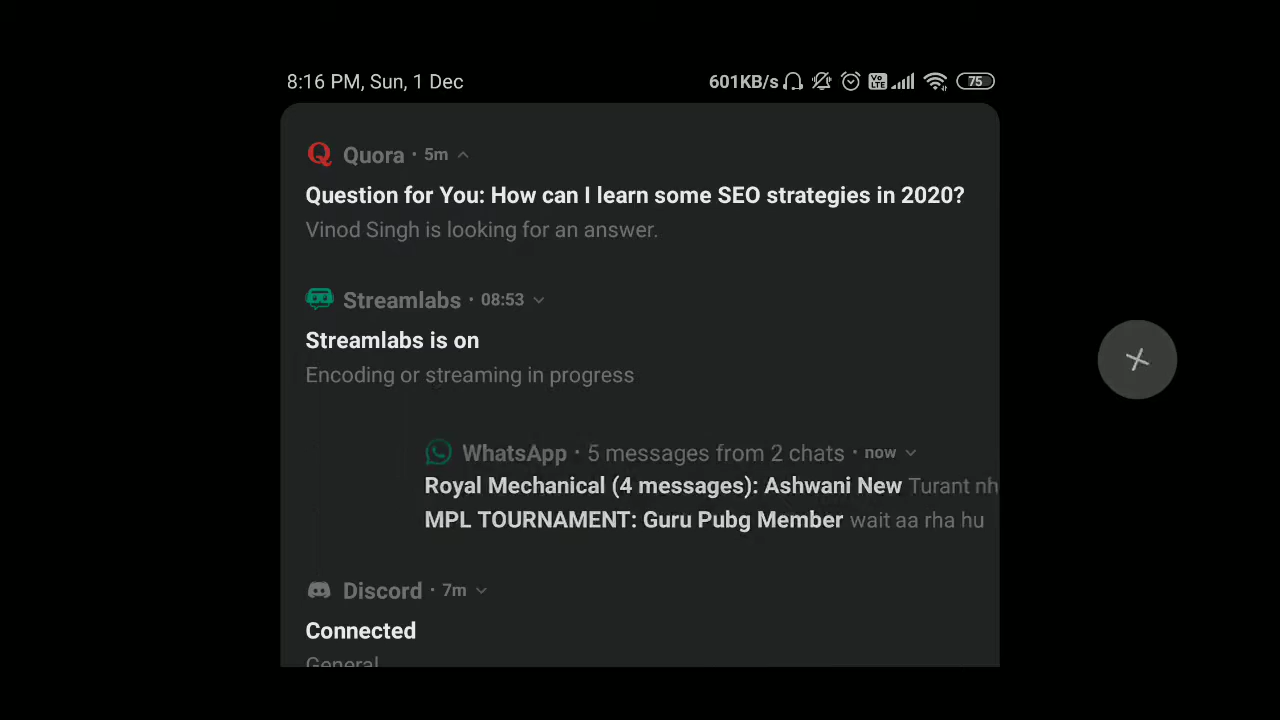 8:16 PM, Sun, 1 Dec 601KB/s Vo LTE 75
Quora · 5m
Question for You: How can I learn some SEO strategies in 2020?
Vinod Singh is looking for an answer.
Streamlabs · 08:53
Streamlabs is on
Encoding or streaming in progress
WhatsApp · 5 messages from 2 chats · now
Royal Mechanical (4 messages): Ashwani New Turant nh
MPL TOURNAMENT: Guru Pubg Member wait aa rha hu
Discord · 7m
Connected
General